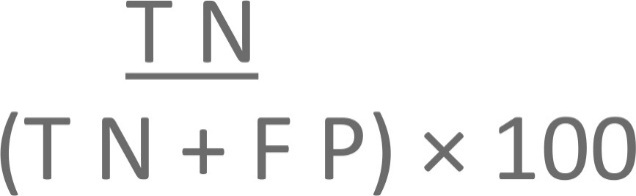 T N
(T N + F P) × 100